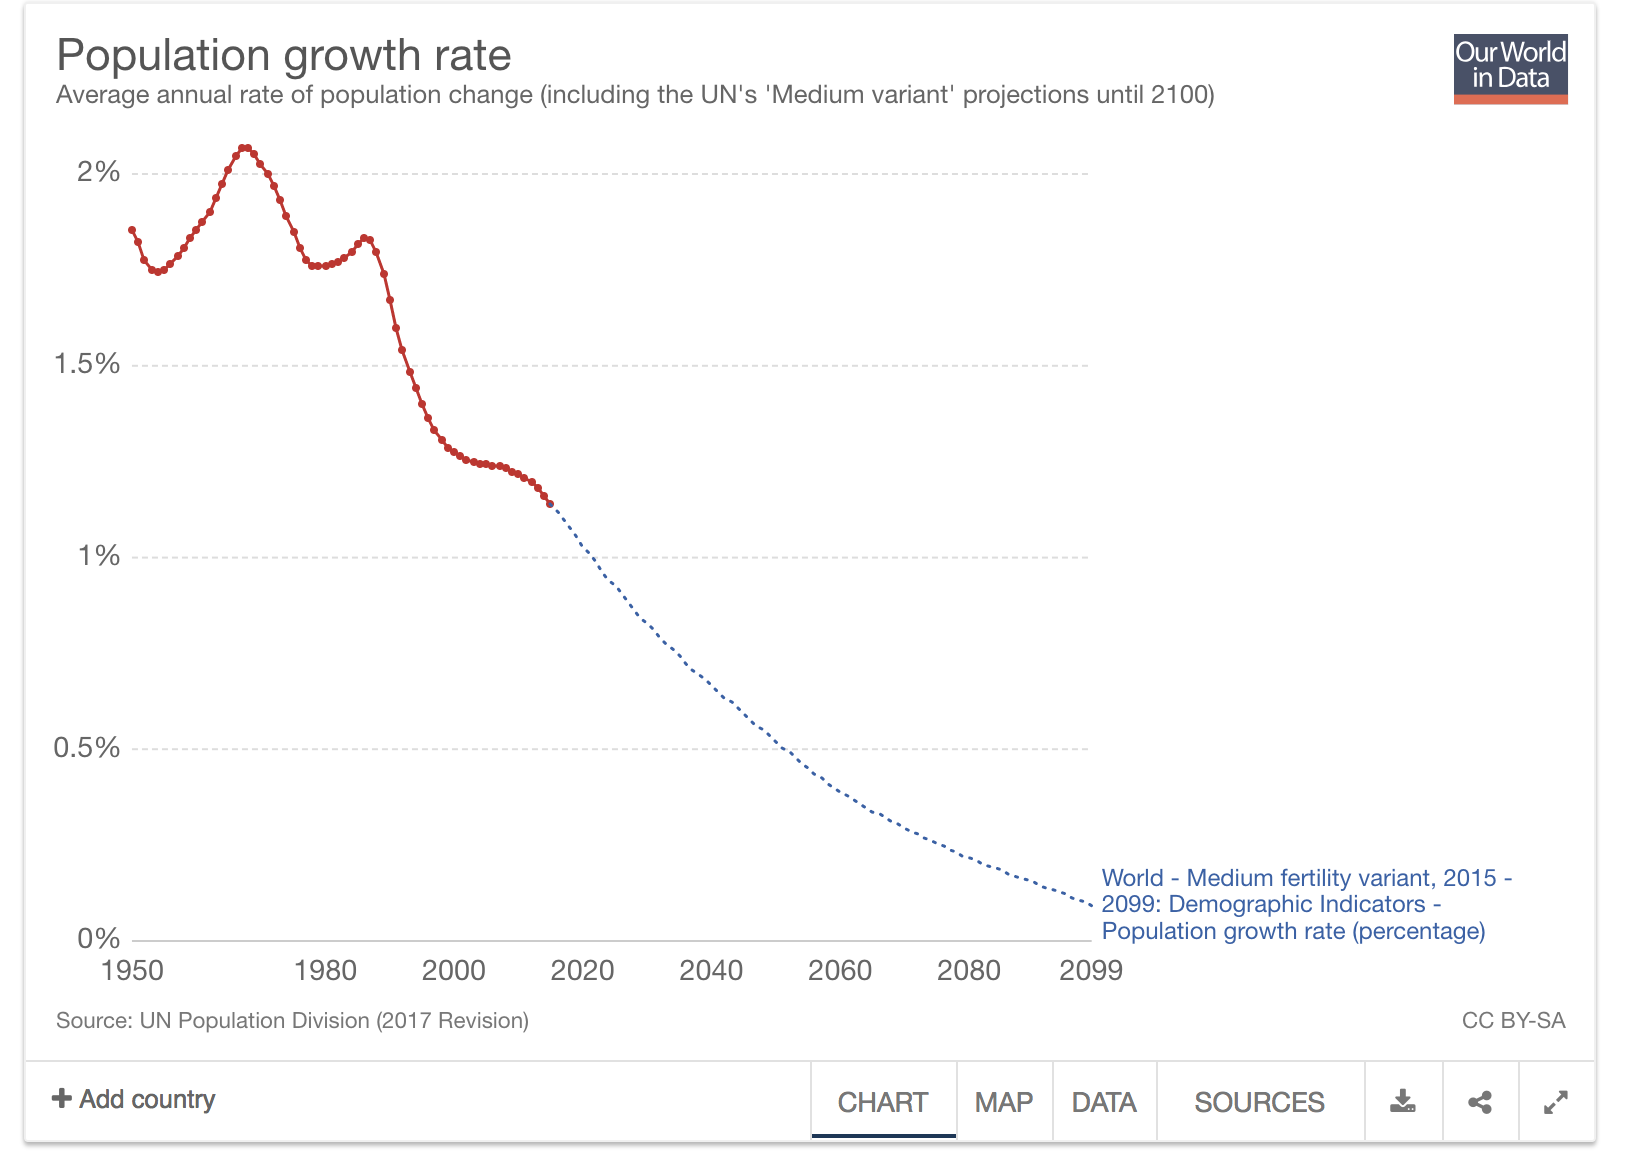 Population growth rate
Average annual rate of population change (including the UN's 'Medium variant' projections until 2100)
Our World
in Data
2%
1.5%
1%
0.5%
0%
World - Medium fertility variant, 2015 -
2099: Demographic Indicators -
Population growth rate (percentage)
1950 1980 2000 2020 2040 2060 2080 2099
Source: UN Population Division (2017 Revision)
CC BY-SA
Add country
CHART MAP DATA SOURCES